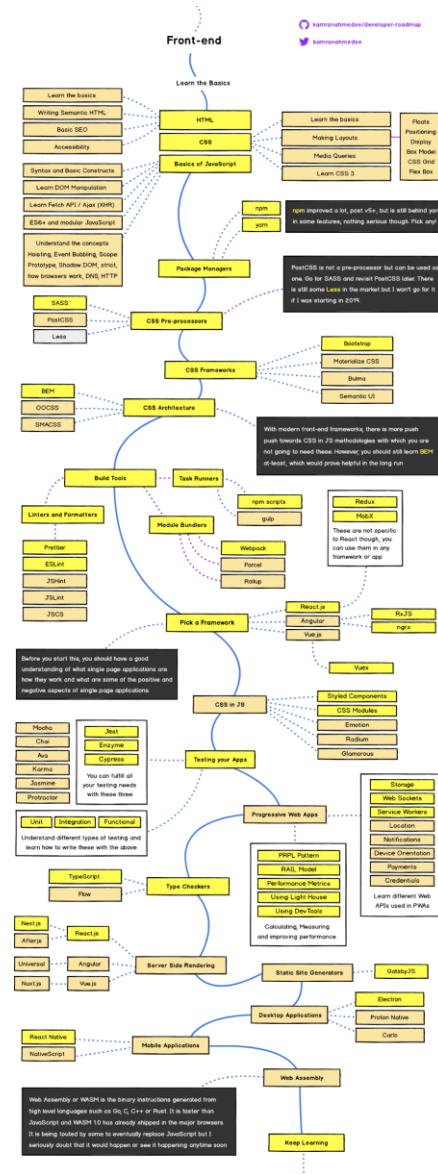 kamranahmedse/developer-roadmap
kamranahmedse
Front-end
Learn the Basics
Learn the basics
Writing Semantic HTML
Basic SEO
Accessibility
HTML
CSS
Basics of JavaScript
Learn the basics
Making Layouts
Media Queries
Learn CSS 3
Floats
Positioning
Display
Box Model
CSS Grid
Flex Box
Syntax and Basic Constructs
Learn DOM Manipulation
Learn Fetch API / Ajax (XHR)
ES6+ and modular JavaScript
Understand the concepts
Hoisting, Event Bubbling, Scope
Prototype, Shadow DOM, strict,
how browsers work, DNS, HTTP
npm
yarn
npm improved a lot, post v5+, but is still behind yarn
in some features, nothing serious though. Pick any!
Package Managers
PostCSS is not a pre-processor but can be used as
one. Go for SASS and revisit PostCSS later. There
is still some Less in the market but I won't go for it
if I was starting in 2019.
SASS
PostCSS
Less
CSS Pre-processors
CSS Frameworks
Bootstrap
Materialize CSS
Bulma
Semantic UI
BEM
OOCSS
SMACSS
CSS Architecture
With modern front-end frameworks, there is more push
push towards CSS in JS methodologies with which you are
not going to need these. However, you should still learn BEM
at-least, which would prove helpful in the long run
Build Tools
Task Runners
npm scripts
gulp
Linters and Formatters
Prettier
ESLint
JSHint
JSLint
JSCS
Module Bundlers
Webpack
Parcel
Rollup
Redux
MobX
These are not specific
to React though, you
can use them in any
framework or app
Pick a Framework
React.js
Angular
Vue.js
RxJS
ngrx
Vuex
Before you start this, you should have a good
understanding of what single page applications are
how they work and what are some of the positive and
negative aspects of single page applications
CSS in JS
Styled Components
CSS Modules
Emotion
Radium
Glamorous
Mocha
Chai
Ava
Karma
Jasmine
Protractor
Jest
Enzyme
Cypress
You can fulfill all
your testing needs
with these three
Testing your Apps
Unit
Integration
Functional
Understand different types of testing and
learn how to write these with the above
Progressive Web Apps
Storage
Web Sockets
Service Workers
Location
Notifications
Device Orientation
Payments
Credentials
Learn different Web
APIs used in PWAs
PRPL Pattern
RAIL Model
Performance Metrics
Using Light House
Using DevTools
Calculating, Measuring
and improving performance
TypeScript
Flow
Type Checkers
Next.js
After.js
React.js
Universal
Angular
Nuxt.js
Vue.js
Server Side Rendering
Static Site Generators
GatsbyJS
Desktop Applications
Electron
Proton Native
Carlo
React Native
NativeScript
Mobile Applications
Web Assembly
Web Assembly or WASM is the binary instructions generated from
high level languages such as Go, C, C++ or Rust. It is faster than
JavaScript and WASM 1.0 has already shipped in the major browsers
It is being touted by some to eventually replace JavaScript but I
seriously doubt that it would happen or see it happening anytime soon
Keep Learning